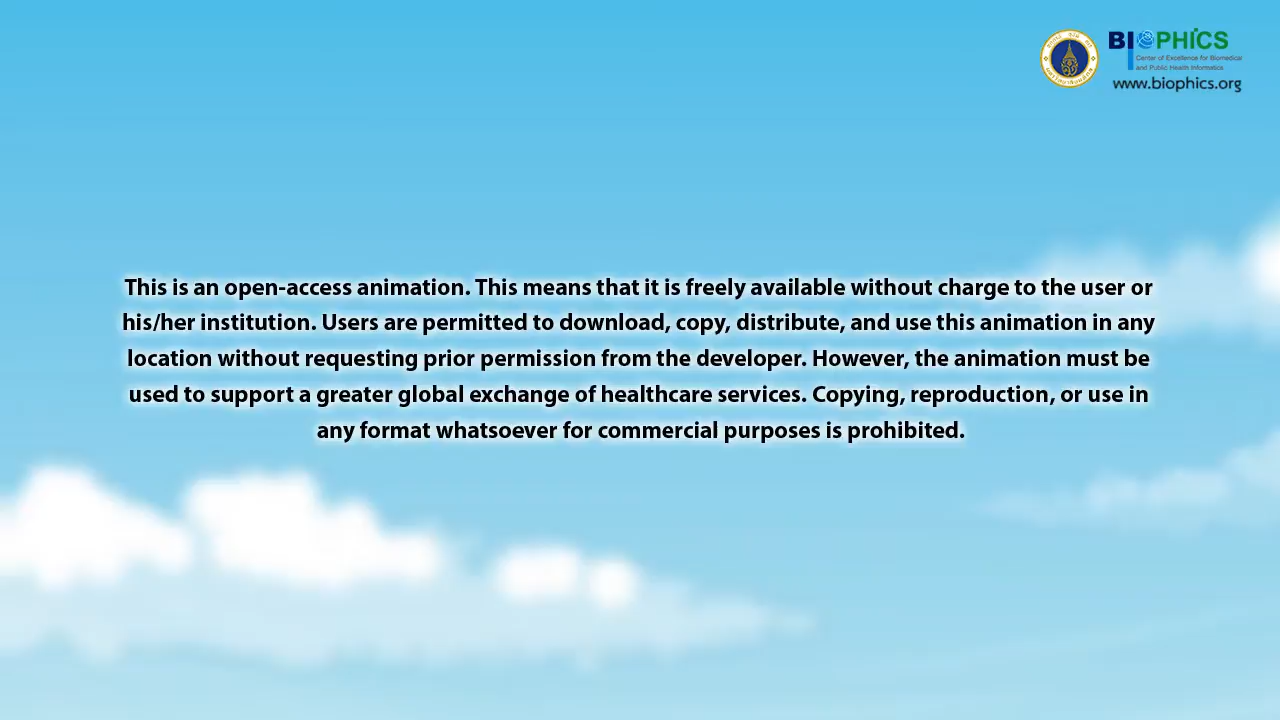 BIOPHICS
Center of Excellence for Biomedical
and Public Health Informatics
www.biophics.org
This is an open-access animation. This means that it is freely available without charge to the user or
his/her institution. Users are permitted to download, copy, distribute, and use this animation in any
location without requesting prior permission from the developer. However, the animation must be
used to support a greater global exchange of healthcare services. Copying, reproduction, or use in
any format whatsoever for commercial purposes is prohibited.